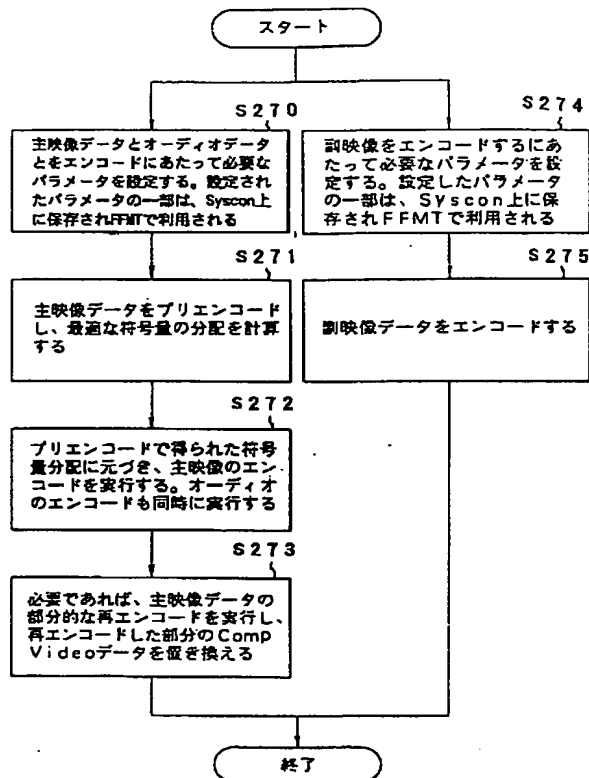 スタート
S270
主映像データとオーディオデータ
とをエンコードにあたって必要な
パラメータを設定する。設定され
たパラメータの一部は、Syscon上
に保存されFFMTで利用される
S271
主映像データをプリエンコード
し、最適な符号量の分配を計算
する
S272
プリエンコードで得られた符号
量分配に元づき、主映像のエン
コードを実行する。オーディオ
のエンコードも同時に実行する
S273
必要であれば、主映像データの
部分的な再エンコードを実行し、
再エンコードした部分のComp
Videoデータを置き換える
S274
副映像をエンコードするにあ
たって必要なパラメータを設
定する。設定したパラメータ
の一部は、Syscon上に保
存されFFMTで利用される
S275
副映像データをエンコードする
終了